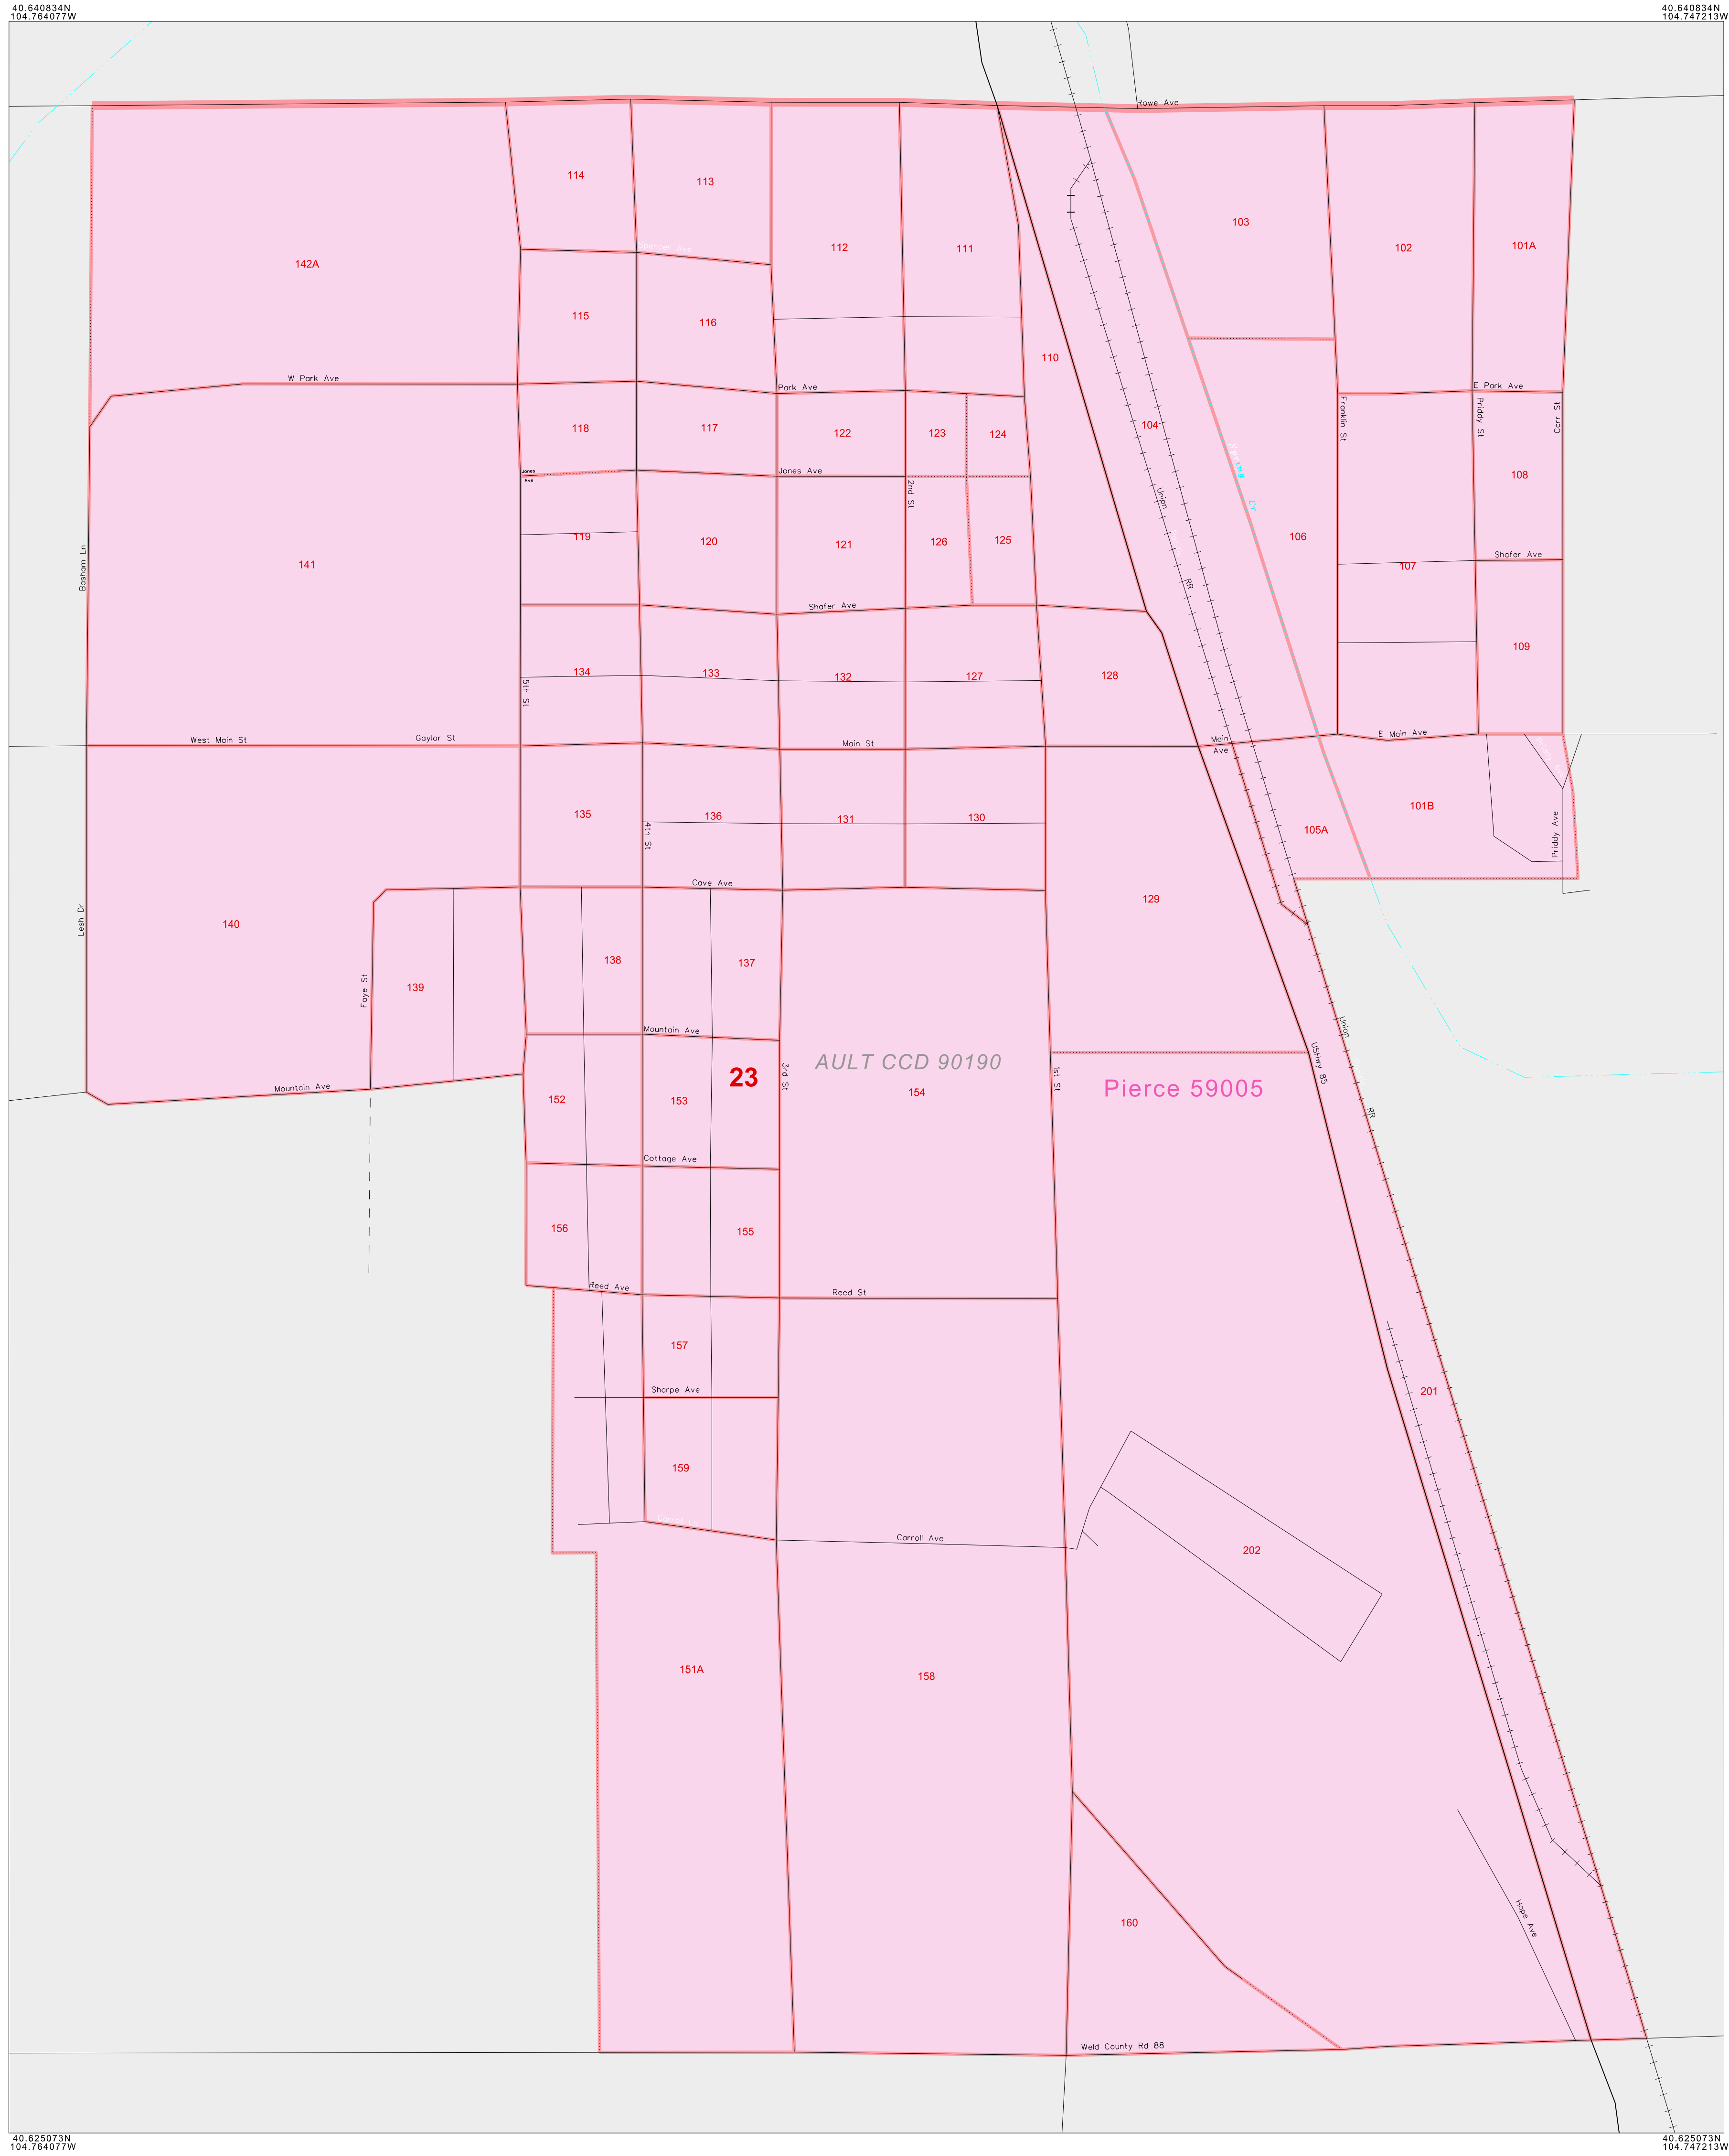 40.640834N
104.764077W
40.640834N
104.747213W
Rowe Ave
114
113
103
Spencer Ave
112
111
102
101A
142A
115
116
110
W Park Ave
Park Ave
E Park Ave
Franklin St
Priddy St
Carr St
118
117
122
123
124
104
Spring Cr
Jones Ave
Jones Ave
2nd St
Union
RR
108
119
120
121
126
125
106
Basham Ln
141
Shafer Ave
107
Shafer Ave
134
133
132
127
128
109
5th St
West Main St
Gaylor St
Main St
Main Ave
E Main Ave
135
136
131
130
105A
101B
4th St
Priddy Ave
Cave Ave
129
Lesh Dr
140
138
137
Faye St
139
Mountain Ave
Union
RR
AULT CCD 90190
USHwy 85
23
3rd St
1st St
Pierce 59005
Mountain Ave
152
153
154
Cottage Ave
156
155
Reed Ave
Reed St
157
Sharpe Ave
201
159
Carroll Ln
Carroll Ave
202
151A
158
160
Hope Ave
Weld County Rd 88
40.625073N
104.764077W
40.625073N
104.747213W